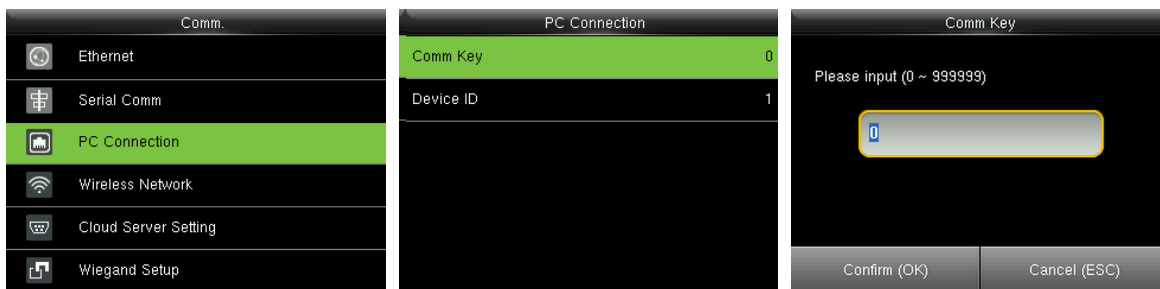 Comm.
Ethernet
Serial Comm
PC Connection
Wireless Network
Cloud Server Setting
Wiegand Setup
PC Connection
Comm Key 0
Device ID 1
Comm Key
Please input (0 ~ 999999)
0
Confirm (OK) Cancel (ESC)